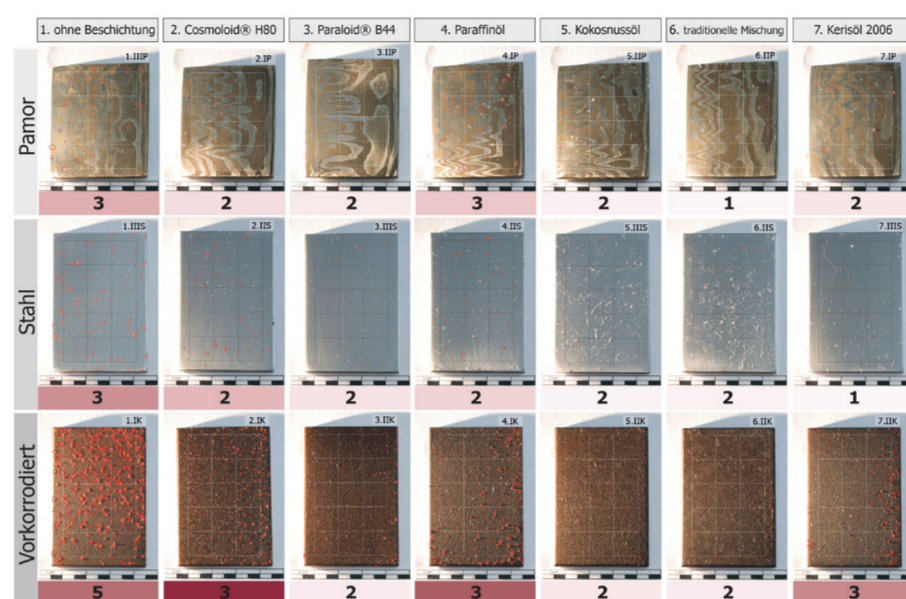 1. ohne Beschichtung 2. Cosmoloid® H80 3. Paraloid® B44 4. Paraffinöl 5. Kokosnussöl 6. traditionelle Mischung 7. Kerisöl 2006
Pamor
1.IIIP 2.IP 3.IIP 4.IP 5.IIP 6.IIP 7.IP
3 2 2 3 2 1 2
Stahl
1.IIIS 2.IIS 3.IIIS 4.IIS 5.IIIS 6.IIS 7.IIIS
3 2 2 2 2 2 1
Vorkorrodiert
1.IK 2.IK 3.IIK 4.IK 5.IIK 6.IIK 7.IIK
5 3 2 3 2 2 3